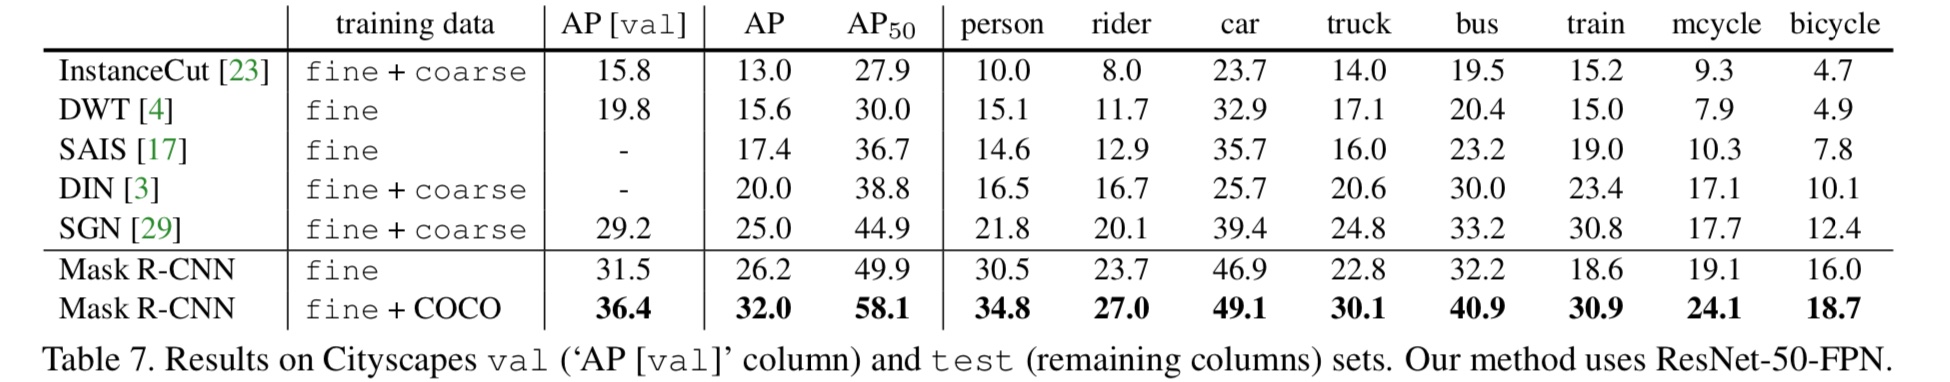 training data AP [val] AP AP50 person rider car truck bus train mcycle bicycle
InstanceCut [23] fine + coarse 15.8 13.0 27.9 10.0 8.0 23.7 14.0 19.5 15.2 9.3 4.7
DWT [4] fine 19.8 15.6 30.0 15.1 11.7 32.9 17.1 20.4 15.0 7.9 4.9
SAIS [17] fine - 17.4 36.7 14.6 12.9 35.7 16.0 23.2 19.0 10.3 7.8
DIN [3] fine + coarse - 20.0 38.8 16.5 16.7 25.7 20.6 30.0 23.4 17.1 10.1
SGN [29] fine + coarse 29.2 25.0 44.9 21.8 20.1 39.4 24.8 33.2 30.8 17.7 12.4
Mask R-CNN fine 31.5 26.2 49.9 30.5 23.7 46.9 22.8 32.2 18.6 19.1 16.0
Mask R-CNN fine + COCO 36.4 32.0 58.1 34.8 27.0 49.1 30.1 40.9 30.9 24.1 18.7
Table 7. Results on Cityscapes val (‘AP [val]’ column) and test (remaining columns) sets. Our method uses ResNet-50-FPN.